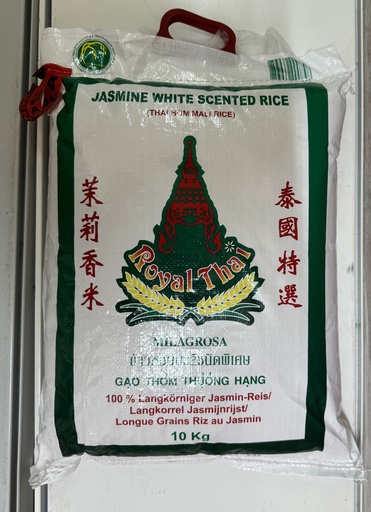 JASMINE WHITE SCENTED RICE
(THAI HOM MALI RICE)
茉莉香米
泰國特選
Royal Thai
MILAGROSA
GẠO THƠM THƯỢNG HẠNG
100 % Langkörniger Jasmin-Reis/
Langkorrel Jasmijnrijst/
Longue Grains Riz au Jasmin
10 Kg